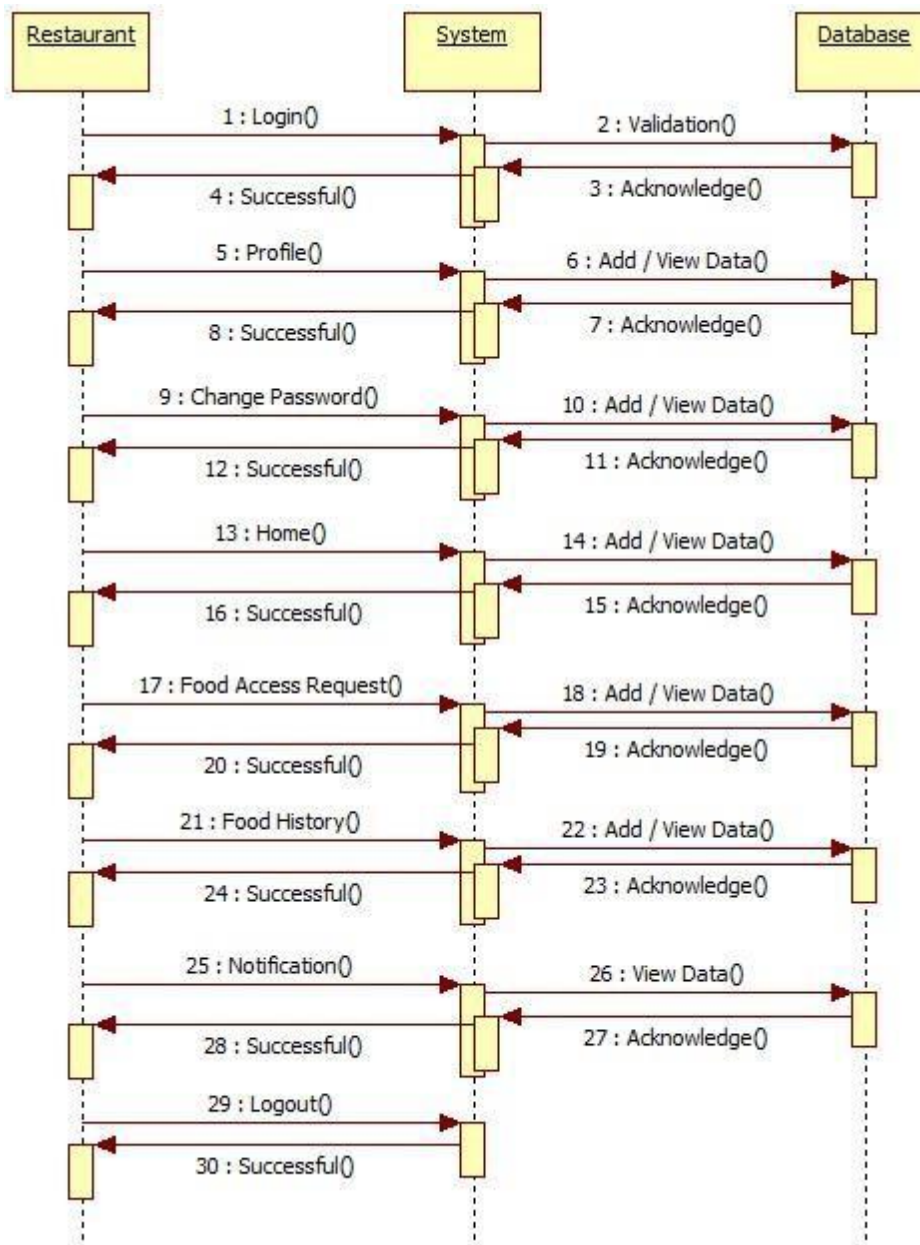 Restaurant
System
Database
1 : Login()
2 : Validation()
3 : Acknowledge()
4 : Successful()
5 : Profile()
6 : Add / View Data()
7 : Acknowledge()
8 : Successful()
9 : Change Password()
10 : Add / View Data()
11 : Acknowledge()
12 : Successful()
13 : Home()
14 : Add / View Data()
15 : Acknowledge()
16 : Successful()
17 : Food Access Request()
18 : Add / View Data()
19 : Acknowledge()
20 : Successful()
21 : Food History()
22 : Add / View Data()
23 : Acknowledge()
24 : Successful()
25 : Notification()
26 : View Data()
27 : Acknowledge()
28 : Successful()
29 : Logout()
30 : Successful()